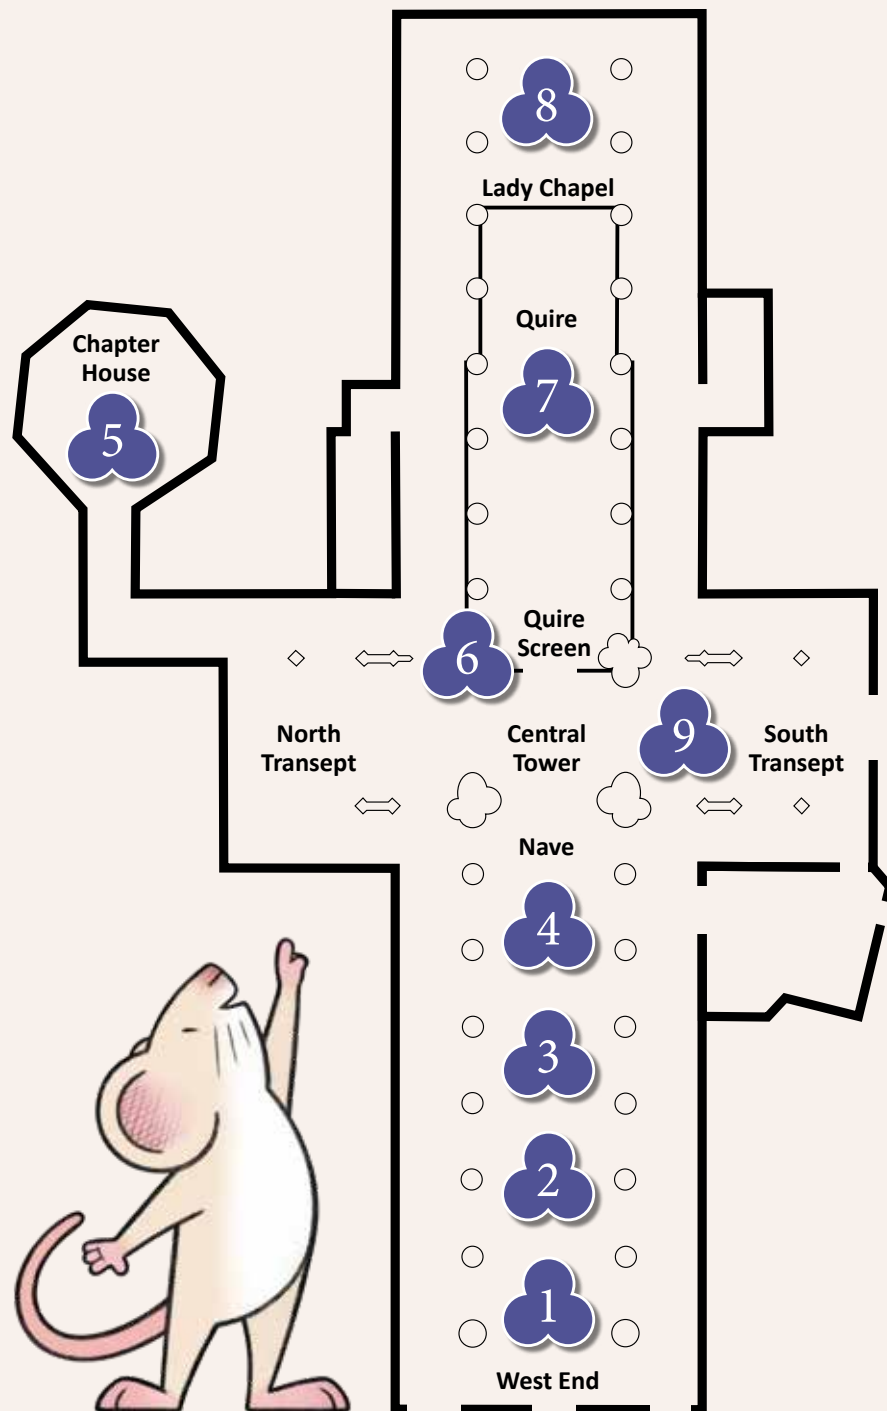 8
Lady Chapel
Quire
7
Chapter
House
5
Quire
Screen
6
North
Transept
Central
Tower
9
South
Transept
Nave
4
3
2
1
West End